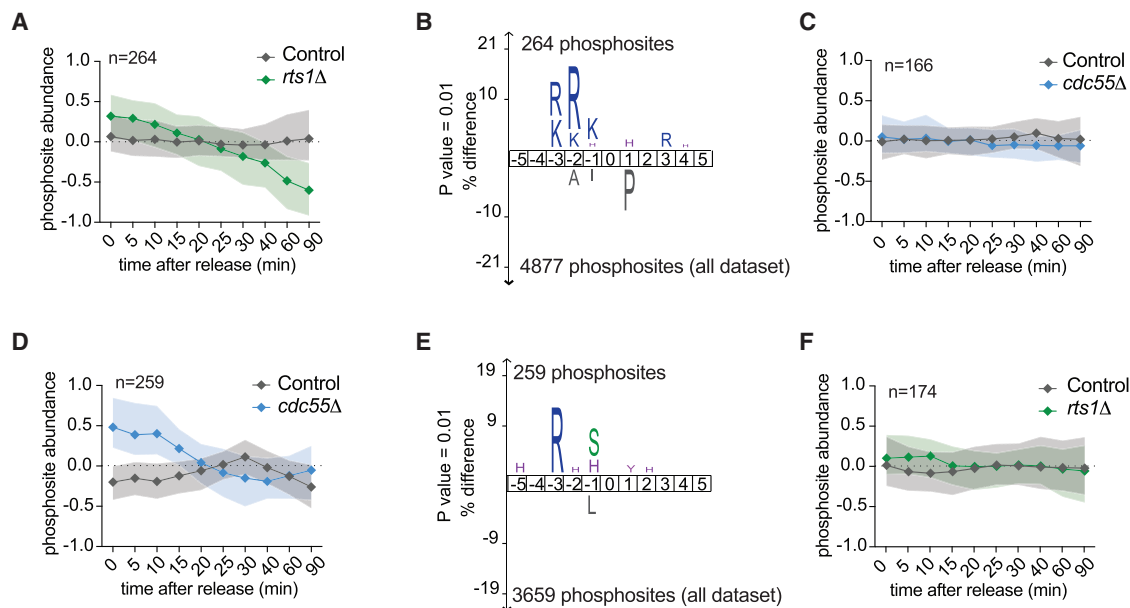 A
n=264
Control
rts1Δ
phosphosite abundance
1.0
0.5
0.0
-0.5
-1.0
0 5 10 15 20 25 30 40 60 90
time after release (min)
B
21
10
-10
-21
P value = 0.01
% difference
264 phosphosites
R R
K K K H H R H
-5 -4 -3 -2 -1 0 1 2 3 4 5
A I P
4877 phosphosites (all dataset)
C
n=166
Control
cdc55Δ
phosphosite abundance
1.0
0.5
0.0
-0.5
-1.0
0 5 10 15 20 25 30 40 60 90
time after release (min)
D
n=259
Control
cdc55Δ
phosphosite abundance
1.0
0.5
0.0
-0.5
-1.0
0 5 10 15 20 25 30 40 60 90
time after release (min)
E
19
9
-9
-19
P value = 0.01
% difference
259 phosphosites
R S
H H H Y H
-5 -4 -3 -2 -1 0 1 2 3 4 5
L
3659 phosphosites (all dataset)
F
n=174
Control
rts1Δ
phosphosite abundance
1.0
0.5
0.0
-0.5
-1.0
0 5 10 15 20 25 30 40 60 90
time after release (min)